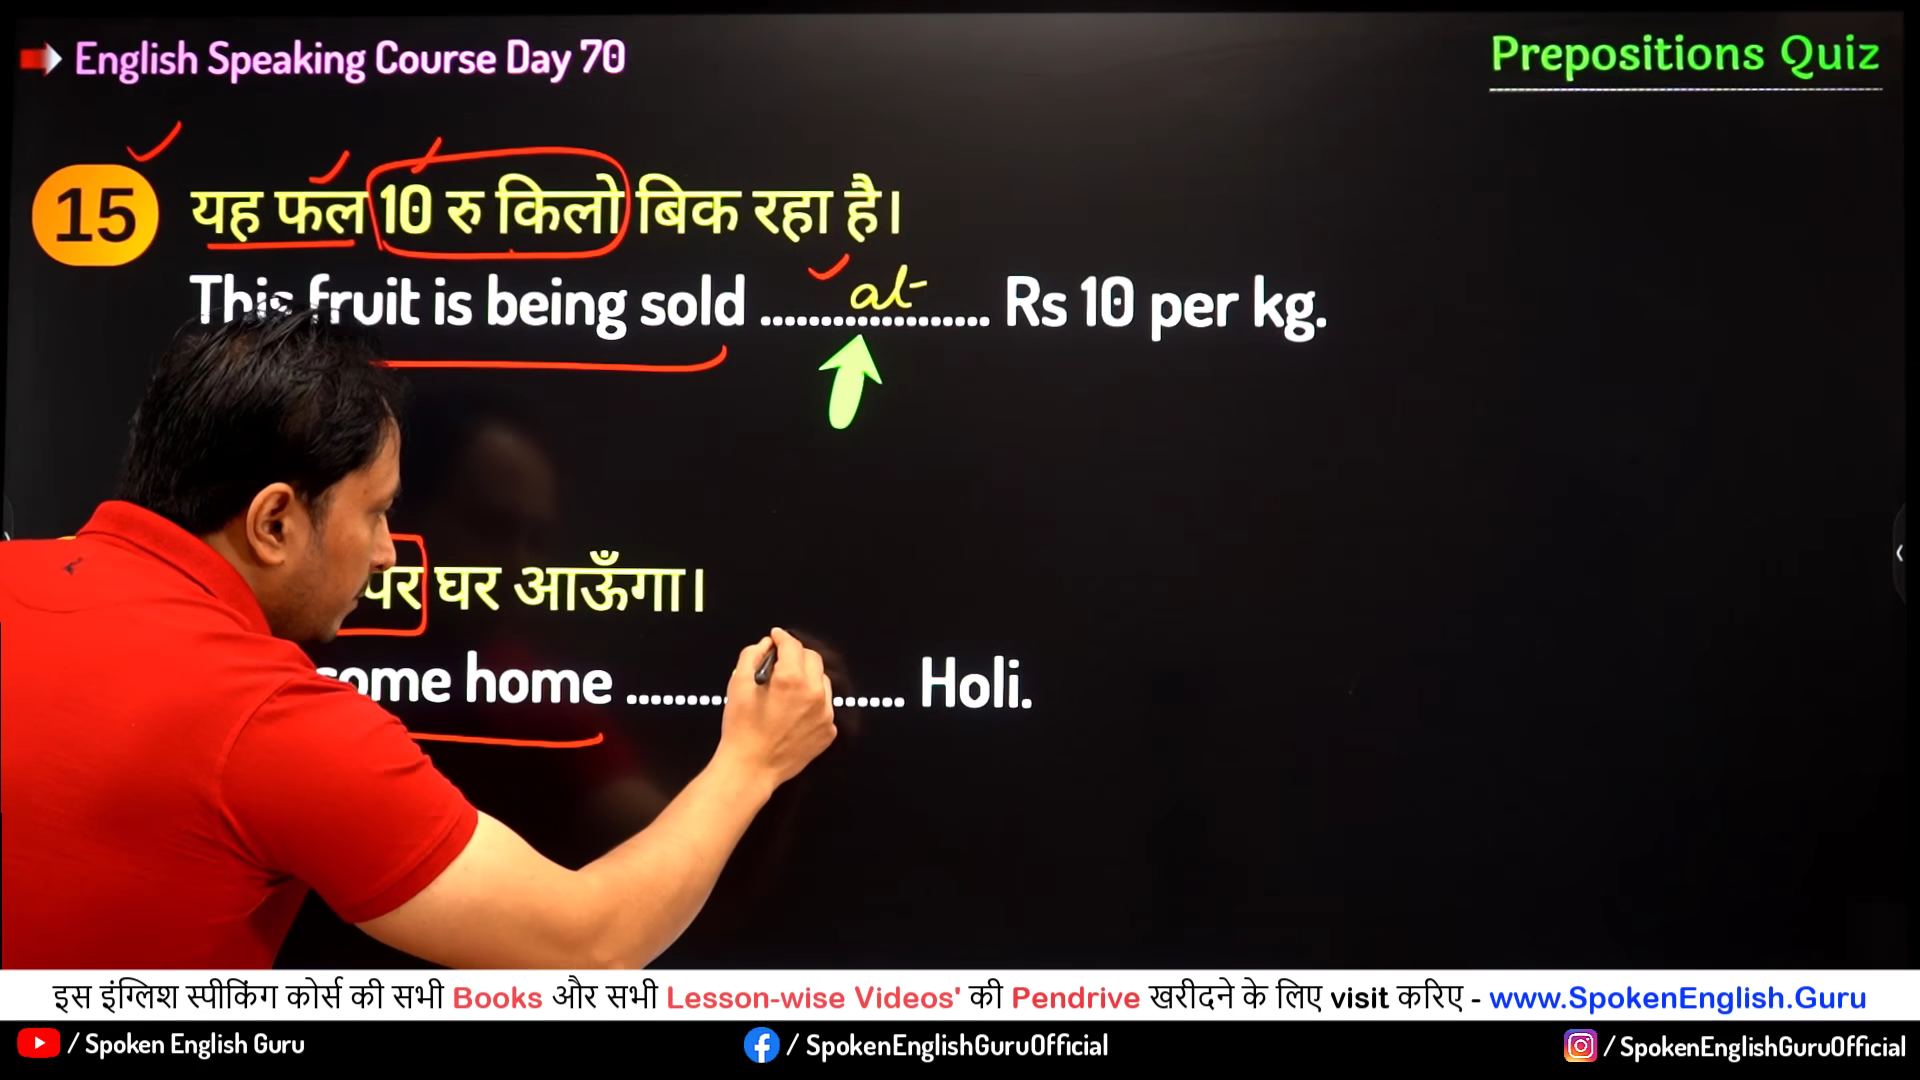 English Speaking Course Day 70
Prepositions Quiz
15
यह फल 10 रु किलो बिक रहा है।
This fruit is being sold .......at....... Rs 10 per kg.
पर घर आऊँगा।
come home .................. Holi.
इस इंग्लिश स्पीकिंग कोर्स की सभी Books और सभी Lesson-wise Videos' की Pendrive खरीदने के लिए visit करिए - www.SpokenEnglish.Guru
/ Spoken English Guru
/ SpokenEnglishGuruOfficial
/ SpokenEnglishGuruOfficial